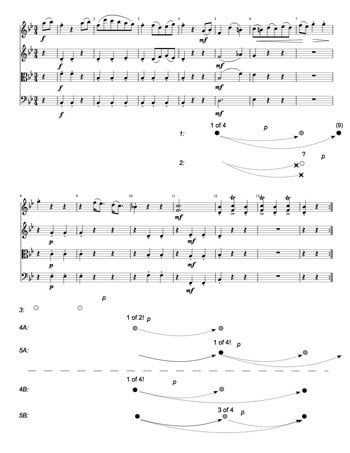 f mf
f mf
f mf
f mf
1 of 4 p (9)
1:
?
2:
mf
p mf
p mf
p mf
p
3:
1 of 2! p
4A:
1 of 4! p
5A:
1 of 4! p
4B:
3 of 4 p
5B: